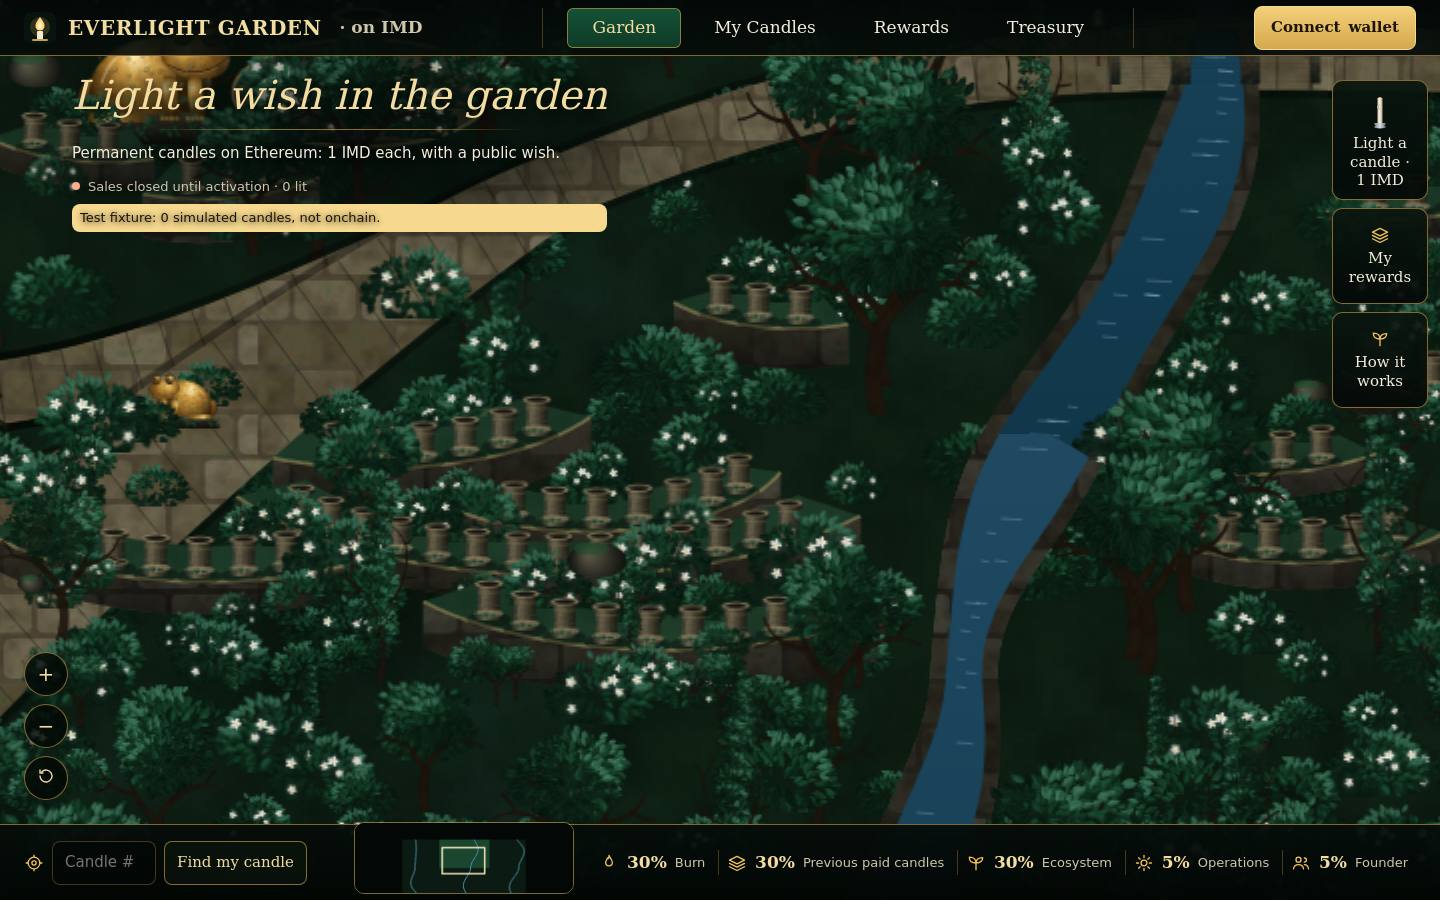 EVERLIGHT GARDEN · on IMD
Garden
My Candles
Rewards
Treasury
Connect wallet
Light a wish in the garden
Permanent candles on Ethereum: 1 IMD each, with a public wish.
Sales closed until activation · 0 lit
Test fixture: 0 simulated candles, not onchain.
Light a
candle ·
1 IMD
My
rewards
How it
works
+
−
Candle #
Find my candle
30% Burn
30% Previous paid candles
30% Ecosystem
5% Operations
5% Founder